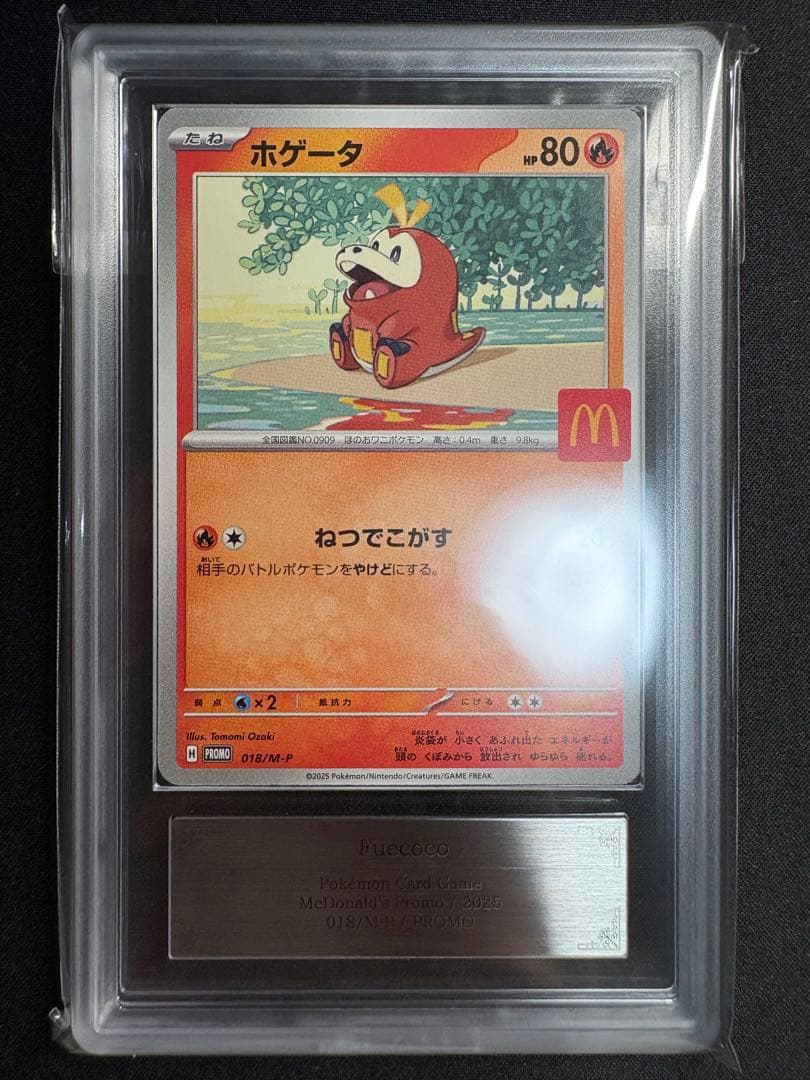 たね ホゲータ HP 80
全国図鑑NO.0909 ほのおワニポケモン 高さ:0.4m 重さ:9.8kg
M
ねつでこがす
あいて
相手のバトルポケモンをやけどにする。
弱点 ×2 抵抗力 にげる
Illus. Tomomi Ozaki
炎袋が 小さく あふれ出た エネルギーが
頭の くぼみから 放出され ゆらゆら 揺れる。
H PROMO 018/M-P
©2025 Pokémon/Nintendo/Creatures/GAME FREAK.
Fuecoco
Pokémon Card Game
McDonald's Promo / 2025
018/M-P / PROMO